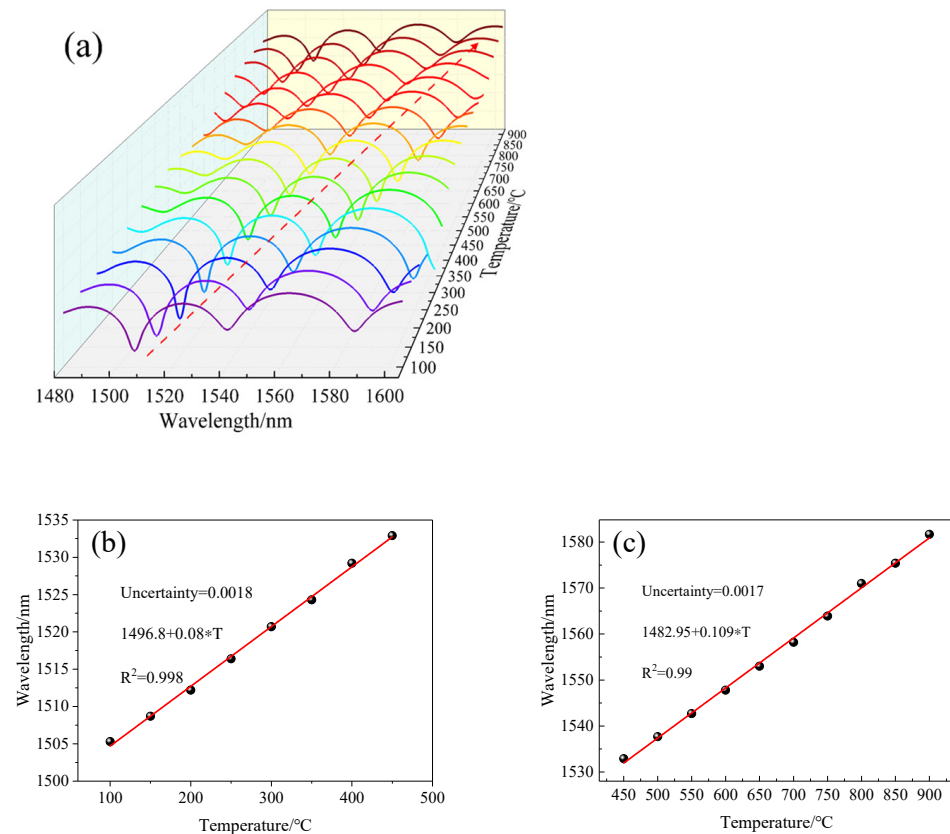 (a)
900
850
800
750
700
650
600
550
500
450
400
350
300
250
200
150
100
Temperature/°C
1480 1500 1520 1540 1560 1580 1600
Wavelength/nm
(b)
1535
1530
1525
1520
1515
1510
1505
1500
Wavelength/nm
Uncertainty=0.0018
1496.8+0.08*T
R²=0.998
100 200 300 400 500
Temperature/°C
(c)
1580
1570
1560
1550
1540
1530
Wavelength/nm
Uncertainty=0.0017
1482.95+0.109*T
R²=0.99
450 500 550 600 650 700 750 800 850 900
Temperature/°C